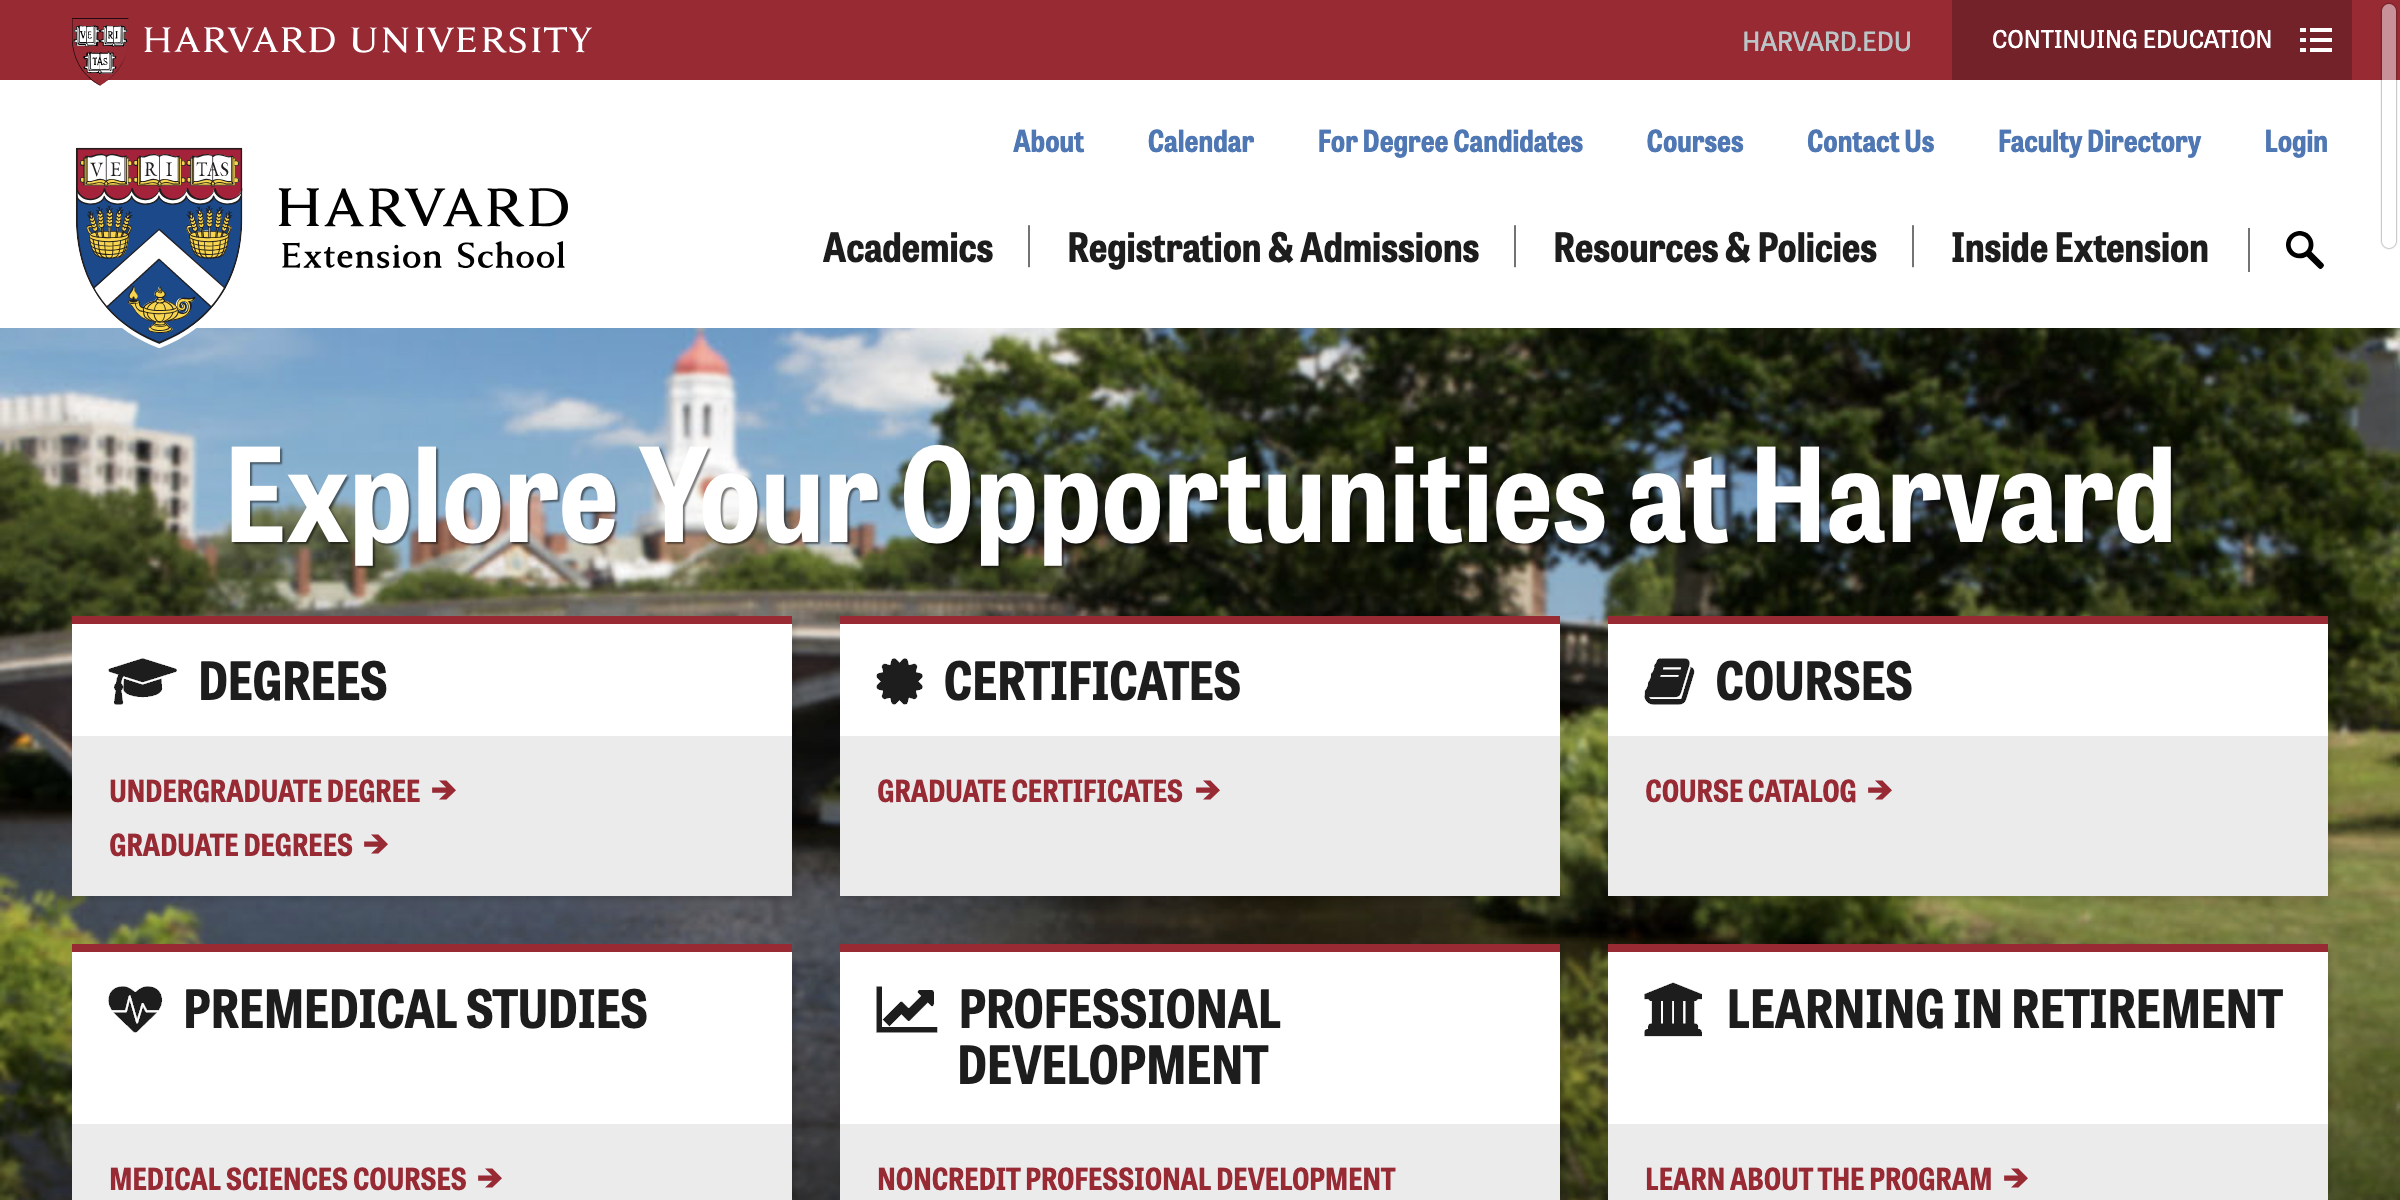 VE RI TAS
HARVARD UNIVERSITY
HARVARD.EDU
CONTINUING EDUCATION
About
Calendar
For Degree Candidates
Courses
Contact Us
Faculty Directory
Login
VE RI TAS
HARVARD
Extension School
Academics
Registration & Admissions
Resources & Policies
Inside Extension
Explore Your Opportunities at Harvard
DEGREES
UNDERGRADUATE DEGREE
GRADUATE DEGREES
CERTIFICATES
GRADUATE CERTIFICATES
COURSES
COURSE CATALOG
PREMEDICAL STUDIES
MEDICAL SCIENCES COURSES
PROFESSIONAL
DEVELOPMENT
NONCREDIT PROFESSIONAL DEVELOPMENT
LEARNING IN RETIREMENT
LEARN ABOUT THE PROGRAM